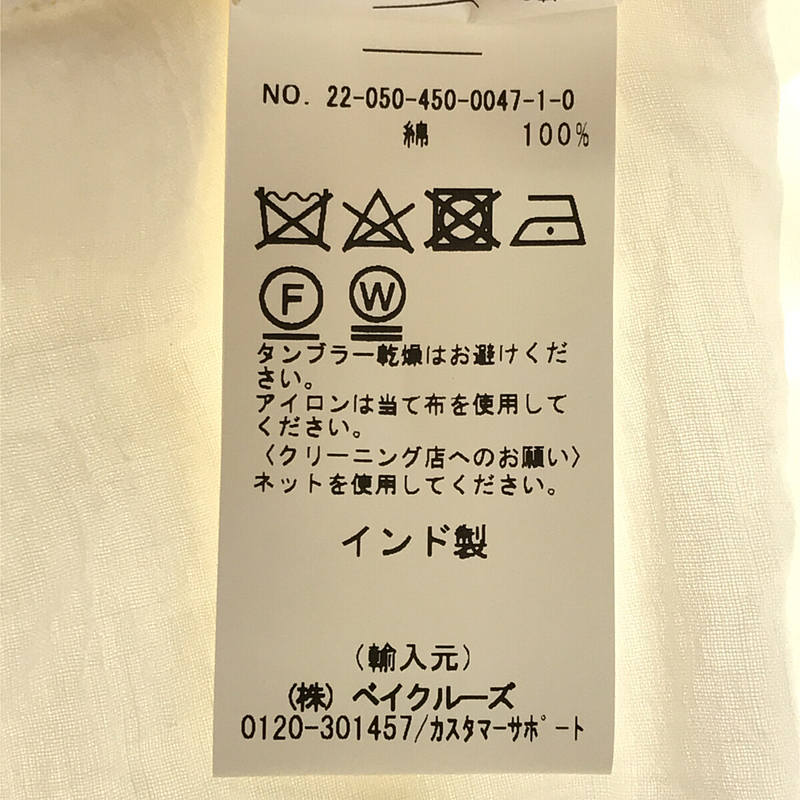 NO. 22-050-450-0047-1-0
綿 100%
F W
タンブラー乾燥はお避けくだ
さい。
アイロンは当て布を使用して
ください。
〈クリーニング店へのお願い〉
ネットを使用してください。
インド製
(輸入元)
(株) ベイクルーズ
0120-301457/カスタマーサポート